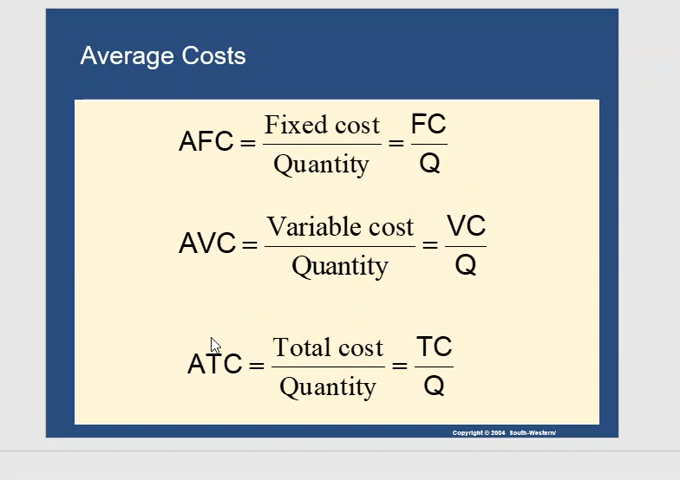 Average Costs
AFC = Fixed cost / Quantity = FC / Q
AVC = Variable cost / Quantity = VC / Q
ATC = Total cost / Quantity = TC / Q
Copyright © 2004 South-Western/